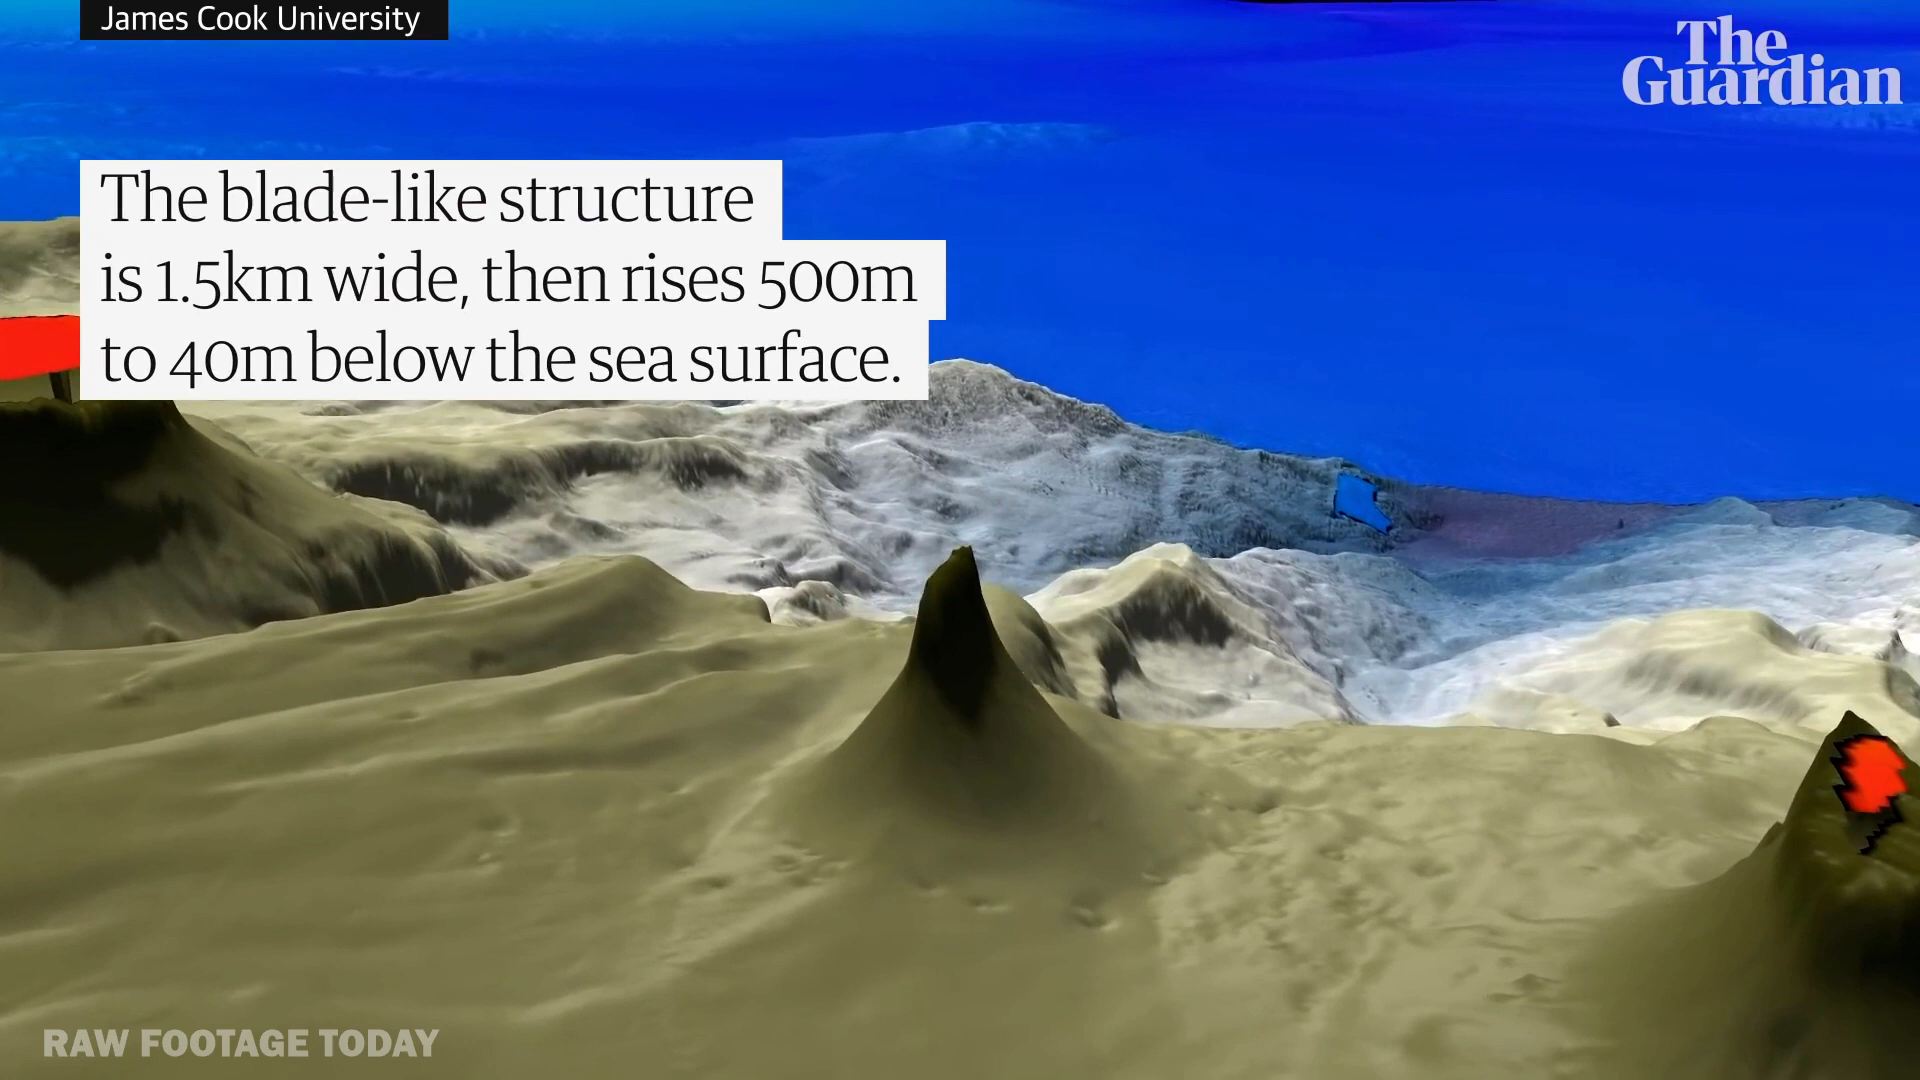 James Cook University
The
Guardian
The blade-like structure
is 1.5km wide, then rises 500m
to 40m below the sea surface.
RAW FOOTAGE TODAY